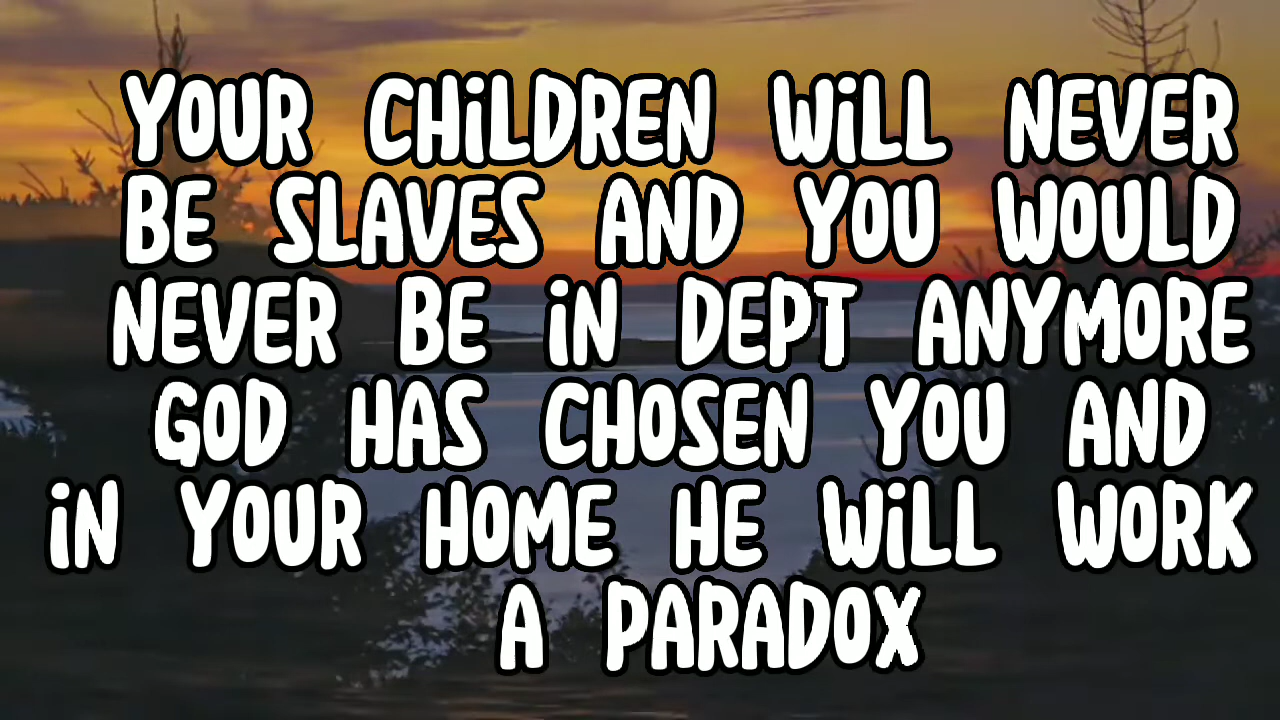 YOUR CHiLDREN WiLL NEVER
BE SLAVES AND YOU WOULD
NEVER BE iN DEPT ANYMORE
GOD HAS CHOSEN YOU AND
iN YOUR HOME HE WiLL WORK
A PARADOX